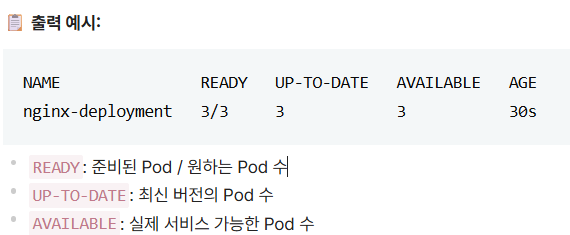 📋 출력 예시:
NAME READY UP-TO-DATE AVAILABLE AGE
nginx-deployment 3/3 3 3 30s
READY: 준비된 Pod / 원하는 Pod 수
UP-TO-DATE: 최신 버전의 Pod 수
AVAILABLE: 실제 서비스 가능한 Pod 수